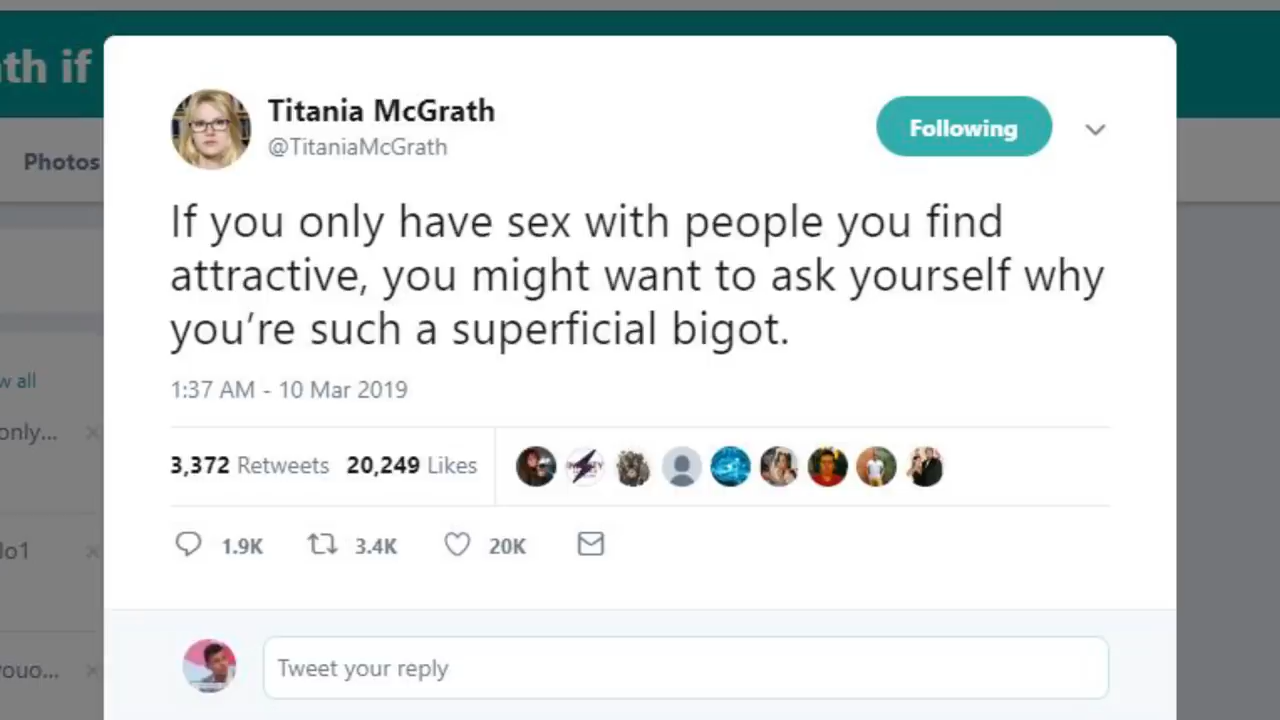 th if
Photos
Titania McGrath
@TitaniaMcGrath
Following
If you only have sex with people you find
attractive, you might want to ask yourself why
you're such a superficial bigot.
1:37 AM - 10 Mar 2019
w all
only...
3,372 Retweets 20,249 Likes
lo1
1.9K 3.4K 20K
youo...
Tweet your reply